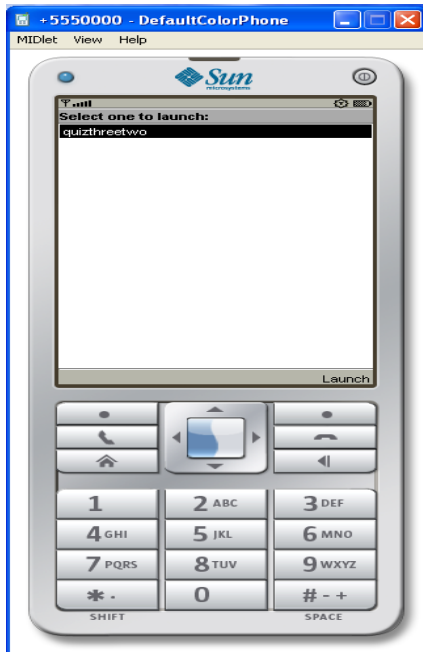 +5550000 - DefaultColorPhone
MIDlet View Help
Sun
microsystems
Select one to launch:
quizthreetwo
Launch
1 2 ABC 3 DEF
4 GHI 5 JKL 6 MNO
7 PQRS 8 TUV 9 WXYZ
* . 0 # - +
SHIFT SPACE